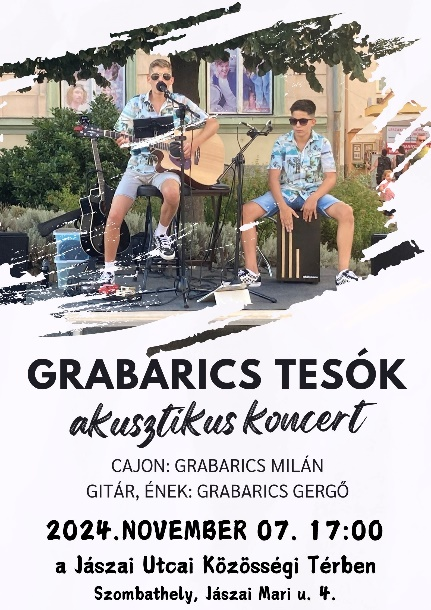 GRABARICS TESÓK
akusztikus koncert
CAJON: GRABARICS MILÁN
GITÁR, ÉNEK: GRABARICS GERGŐ
2024.NOVEMBER 07. 17:00
a Jászai Utcai Közösségi Térben
Szombathely, Jászai Mari u. 4.